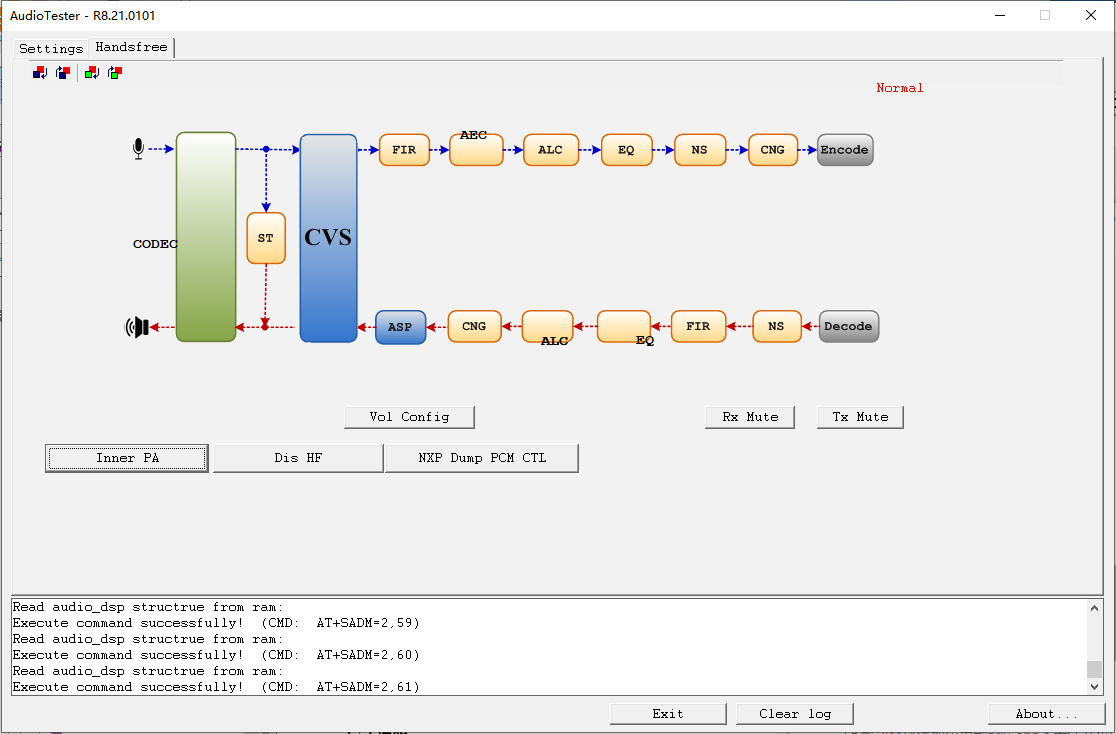 AudioTester - R8.21.0101
Settings Handsfree
Normal
FIR AEC ALC EQ NS CNG Encode
ST
CVS
CODEC
ASP CNG ALC EQ FIR NS Decode
Vol Config Rx Mute Tx Mute
Inner PA Dis HF NXP Dump PCM CTL
Read audio_dsp structrue from ram:
Execute command successfully! (CMD: AT+SADM=2,59)
Read audio_dsp structrue from ram:
Execute command successfully! (CMD: AT+SADM=2,60)
Read audio_dsp structrue from ram:
Execute command successfully! (CMD: AT+SADM=2,61)
Exit Clear log About...